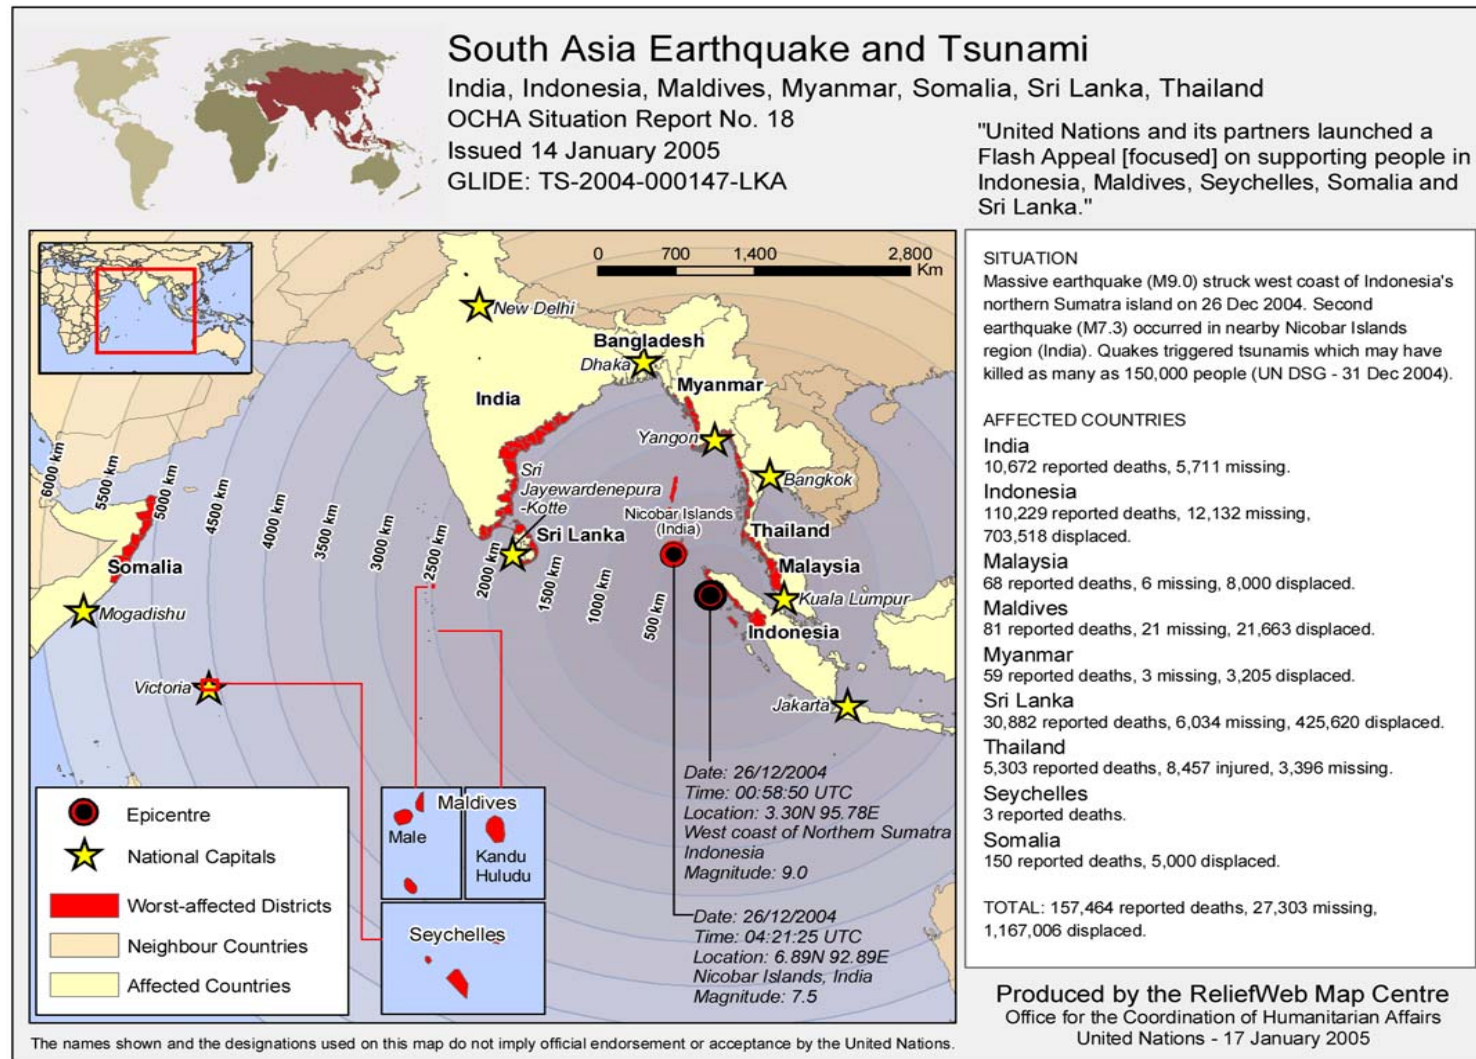 South Asia Earthquake and Tsunami
India, Indonesia, Maldives, Myanmar, Somalia, Sri Lanka, Thailand
OCHA Situation Report No. 18
Issued 14 January 2005
GLIDE: TS-2004-000147-LKA
"United Nations and its partners launched a
Flash Appeal [focused] on supporting people in
Indonesia, Maldives, Seychelles, Somalia and
Sri Lanka."
0 700 1,400 2,800
Km
New Delhi
Bangladesh
Dhaka
Myanmar
India
Yangon
Bangkok
Sri
Jayewardenepura
-Kotte
Nicobar Islands
(India)
Sri Lanka
Thailand
Malaysia
Kuala Lumpur
Indonesia
Jakarta
Somalia
Mogadishu
Victoria
6000 km
5500 km
5000 km
4500 km
4000 km
3500 km
3000 km
2500 km
2000 km
1500 km
1000 km
500 km
Date: 26/12/2004
Time: 00:58:50 UTC
Location: 3.30N 95.78E
West coast of Northern Sumatra
Indonesia
Magnitude: 9.0
Date: 26/12/2004
Time: 04:21:25 UTC
Location: 6.89N 92.89E
Nicobar Islands, India
Magnitude: 7.5
Maldives
Male
Kandu
Huludu
Seychelles
Epicentre
National Capitals
Worst-affected Districts
Neighbour Countries
Affected Countries
SITUATION
Massive earthquake (M9.0) struck west coast of Indonesia's
northern Sumatra island on 26 Dec 2004. Second
earthquake (M7.3) occurred in nearby Nicobar Islands
region (India). Quakes triggered tsunamis which may have
killed as many as 150,000 people (UN DSG - 31 Dec 2004).
AFFECTED COUNTRIES
India
10,672 reported deaths, 5,711 missing.
Indonesia
110,229 reported deaths, 12,132 missing,
703,518 displaced.
Malaysia
68 reported deaths, 6 missing, 8,000 displaced.
Maldives
81 reported deaths, 21 missing, 21,663 displaced.
Myanmar
59 reported deaths, 3 missing, 3,205 displaced.
Sri Lanka
30,882 reported deaths, 6,034 missing, 425,620 displaced.
Thailand
5,303 reported deaths, 8,457 injured, 3,396 missing.
Seychelles
3 reported deaths.
Somalia
150 reported deaths, 5,000 displaced.
TOTAL: 157,464 reported deaths, 27,303 missing,
1,167,006 displaced.
Produced by the ReliefWeb Map Centre
Office for the Coordination of Humanitarian Affairs
United Nations - 17 January 2005
The names shown and the designations used on this map do not imply official endorsement or acceptance by the United Nations.